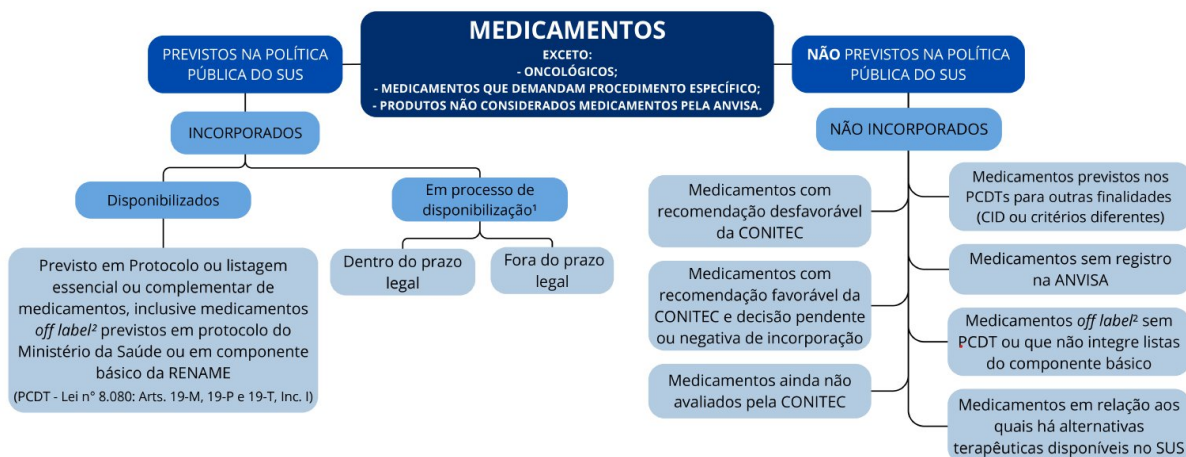 MEDICAMENTOS
EXCETO:
- ONCOLÓGICOS;
- MEDICAMENTOS QUE DEMANDAM PROCEDIMENTO ESPECÍFICO;
- PRODUTOS NÃO CONSIDERADOS MEDICAMENTOS PELA ANVISA.
PREVISTOS NA POLÍTICA
PÚBLICA DO SUS
INCORPORADOS
Disponibilizados
Previsto em Protocolo ou listagem
essencial ou complementar de
medicamentos, inclusive medicamentos
off label² previstos em protocolo do
Ministério da Saúde ou em componente
básico da RENAME
(PCDT - Lei n° 8.080: Arts. 19-M, 19-P e 19-T, Inc. I)
Em processo de
disponibilização¹
Dentro do prazo
legal
Fora do prazo
legal
NÃO PREVISTOS NA POLÍTICA
PÚBLICA DO SUS
NÃO INCORPORADOS
Medicamentos com
recomendação desfavorável
da CONITEC
Medicamentos com
recomendação favorável da
CONITEC e decisão pendente
ou negativa de incorporação
Medicamentos ainda não
avaliados pela CONITEC
Medicamentos previstos nos
PCDTs para outras finalidades
(CID ou critérios diferentes)
Medicamentos sem registro
na ANVISA
Medicamentos off label² sem
PCDT ou que não integre listas
do componente básico
Medicamentos em relação aos
quais há alternativas
terapêuticas disponíveis no SUS